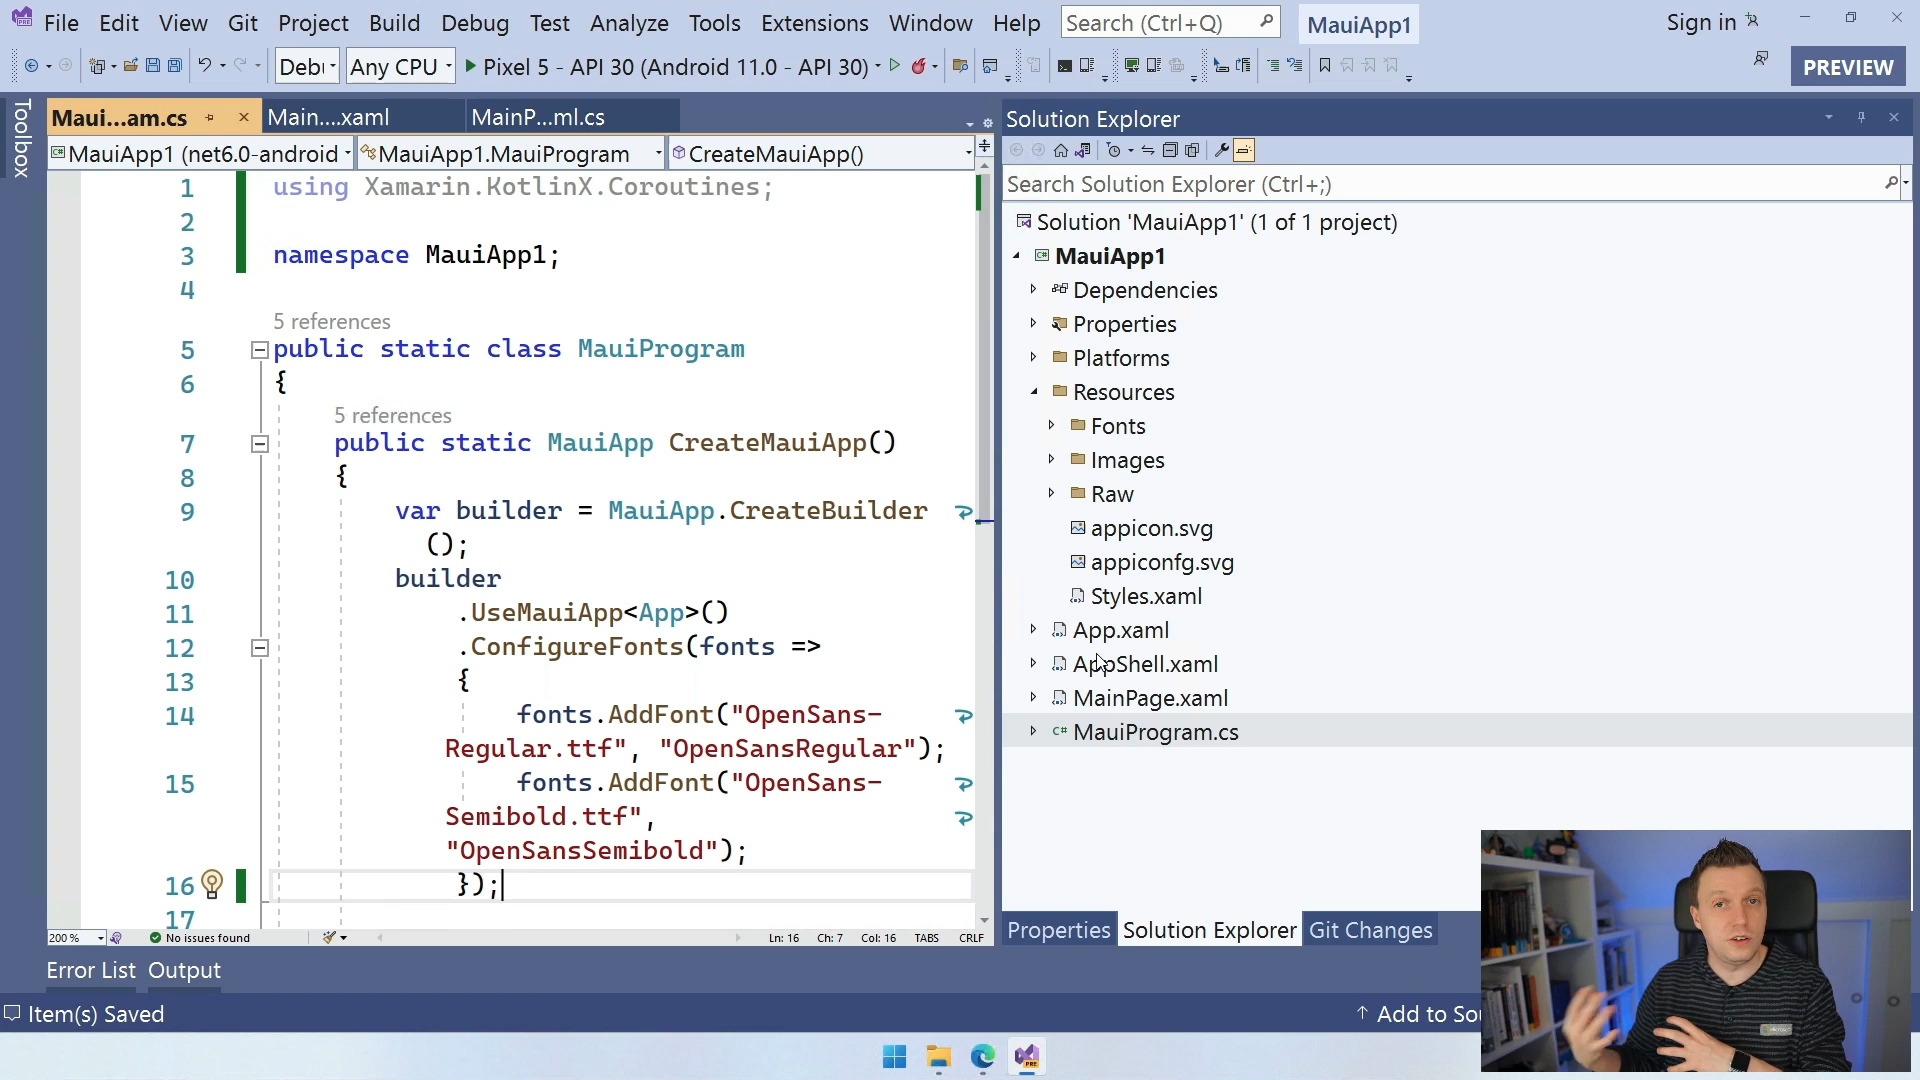 File Edit View Git Project Build Debug Test Analyze Tools Extensions Window Help Search (Ctrl+Q) MauiApp1 Sign in
Any CPU Pixel 5 - API 30 (Android 11.0 - API 30) PREVIEW
Toolbox
Maui...am.cs Main....xaml MainP...ml.cs
MauiApp1 (net6.0-android MauiApp1.MauiProgram CreateMauiApp()
1 using Xamarin.KotlinX.Coroutines;
2
3 namespace MauiApp1;
4
5 references
5 public static class MauiProgram
6 {
5 references
7 public static MauiApp CreateMauiApp()
8 {
9 var builder = MauiApp.CreateBuilder
();
10 builder
11 .UseMauiApp<App>()
12 .ConfigureFonts(fonts =>
13 {
14 fonts.AddFont("OpenSans-
Regular.ttf", "OpenSansRegular");
15 fonts.AddFont("OpenSans-
Semibold.ttf",
"OpenSansSemibold");
16 });
17
200 % No issues found Ln: 16 Ch: 7 Col: 16 TABS CRLF
Solution Explorer
Search Solution Explorer (Ctrl+;)
Solution 'MauiApp1' (1 of 1 project)
MauiApp1
Dependencies
Properties
Platforms
Resources
Fonts
Images
Raw
appicon.svg
appiconfg.svg
Styles.xaml
App.xaml
AppShell.xaml
MainPage.xaml
MauiProgram.cs
Properties Solution Explorer Git Changes
Error List Output
Item(s) Saved Add to